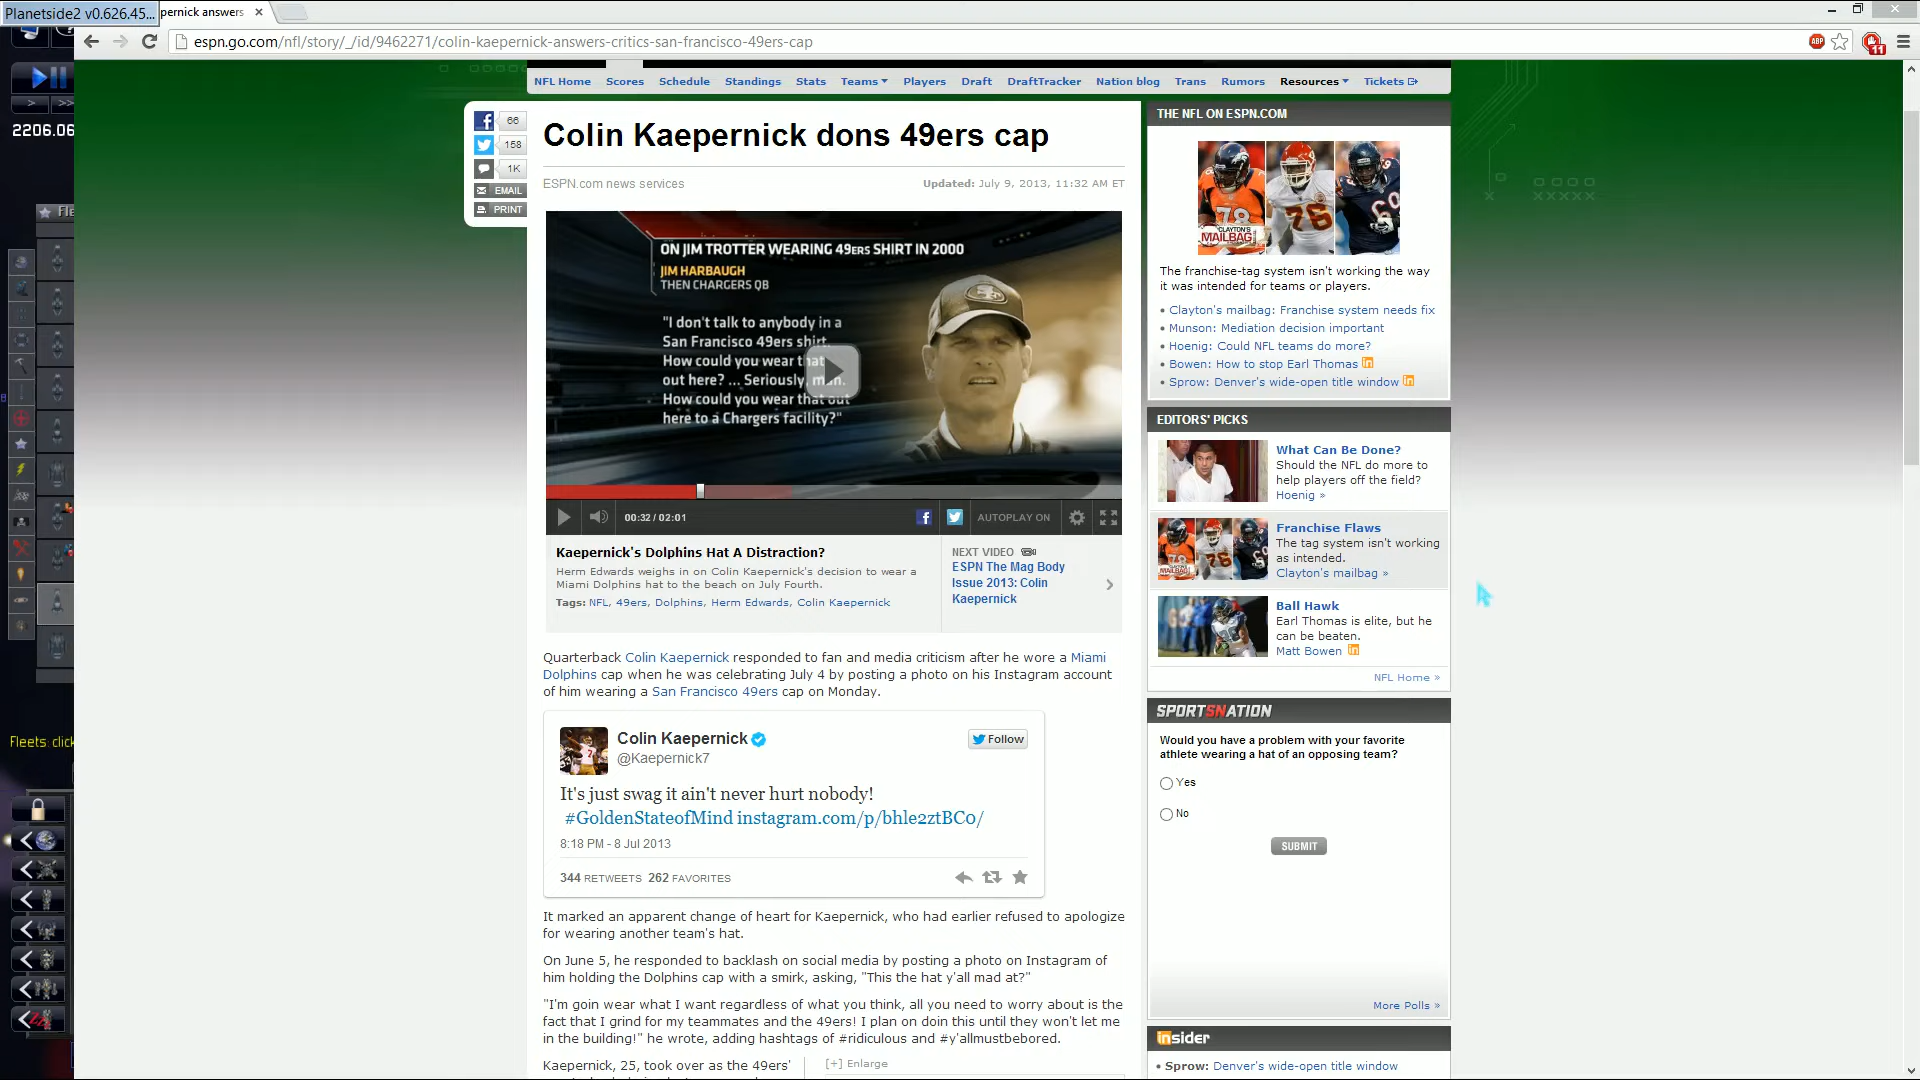 Planetside2 v0.626.45...
pernick answers
espn.go.com/nfl/story/_/id/9462271/colin-kaepernick-answers-critics-san-francisco-49ers-cap
ABP
11
2206.06
Fle
Fleets: click
NFL Home Scores Schedule Standings Stats Teams Players Draft DraftTracker Nation blog Trans Rumors Resources Tickets
66
158
1K
EMAIL
PRINT
Colin Kaepernick dons 49ers cap
ESPN.com news services
Updated: July 9, 2013, 11:32 AM ET
ON JIM TROTTER WEARING 49ERS SHIRT IN 2000
JIM HARBAUGH
THEN CHARGERS QB
"I don't talk to anybody in a
San Francisco 49ers shirt.
How could you wear that
out here? ... Seriously, man.
How could you wear that out
here to a Chargers facility?"
00:32 / 02:01
AUTOPLAY ON
Kaepernick's Dolphins Hat A Distraction?
Herm Edwards weighs in on Colin Kaepernick's decision to wear a
Miami Dolphins hat to the beach on July Fourth.
Tags: NFL, 49ers, Dolphins, Herm Edwards, Colin Kaepernick
NEXT VIDEO
ESPN The Mag Body
Issue 2013: Colin
Kaepernick
Quarterback Colin Kaepernick responded to fan and media criticism after he wore a Miami
Dolphins cap when he was celebrating July 4 by posting a photo on his Instagram account
of him wearing a San Francisco 49ers cap on Monday.
Colin Kaepernick
@Kaepernick7
Follow
It's just swag it ain't never hurt nobody!
#GoldenStateofMind instagram.com/p/bhle2ztBC0/
8:18 PM - 8 Jul 2013
344 RETWEETS 262 FAVORITES
It marked an apparent change of heart for Kaepernick, who had earlier refused to apologize
for wearing another team's hat.
On June 5, he responded to backlash on social media by posting a photo on Instagram of
him holding the Dolphins cap with a smirk, asking, "This the hat y'all mad at?"
"I'm goin wear what I want regardless of what you think, all you need to worry about is the
fact that I grind for my teammates and the 49ers! I plan on doin this until they won't let me
in the building!" he wrote, adding hashtags of #ridiculous and #y'allmustbebored.
Kaepernick, 25, took over as the 49ers'
[+] Enlarge
THE NFL ON ESPN.COM
78
76
CLAYTON'S
MAILBAG
The franchise-tag system isn't working the way
it was intended for teams or players.
• Clayton's mailbag: Franchise system needs fix
• Munson: Mediation decision important
• Hoenig: Could NFL teams do more?
• Bowen: How to stop Earl Thomas in
• Sprow: Denver's wide-open title window in
EDITORS' PICKS
What Can Be Done?
Should the NFL do more to
help players off the field?
Hoenig »
Franchise Flaws
The tag system isn't working
as intended.
Clayton's mailbag »
Ball Hawk
Earl Thomas is elite, but he
can be beaten.
Matt Bowen in
NFL Home »
SPORTSNATION
Would you have a problem with your favorite
athlete wearing a hat of an opposing team?
Yes
No
SUBMIT
More Polls »
insider
• Sprow: Denver's wide-open title window